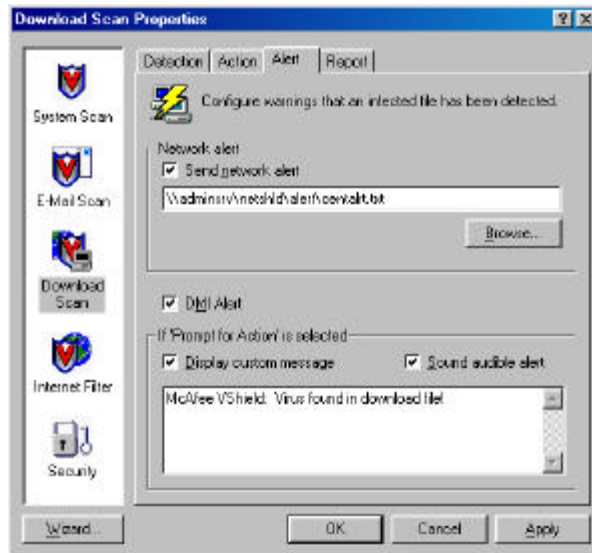 Download Scan Properties
System Scan
E-Mail Scan
Download Scan
Internet Filter
Security
Wizard...
Detection Action Alert Report
Configure warnings that an infected file has been detected.
Network alert
Send network alert
\\adminsrv\netshld\alert\centalrt.txt
Browse...
DMI Alert
If 'Prompt for Action' is selected
Display custom message
Sound audible alert
McAfee VShield: Virus found in download file!
OK Cancel Apply